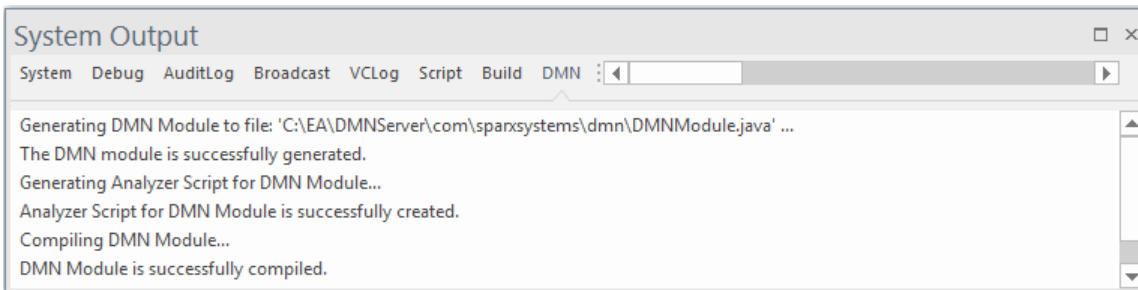 System Output
System Debug AuditLog Broadcast VCLog Script Build DMN
Generating DMN Module to file: 'C:\EA\DMNServer\com\sparxsystems\dmn\DMNModule.java' ...
The DMN module is successfully generated.
Generating Analyzer Script for DMN Module...
Analyzer Script for DMN Module is successfully created.
Compiling DMN Module...
DMN Module is successfully compiled.